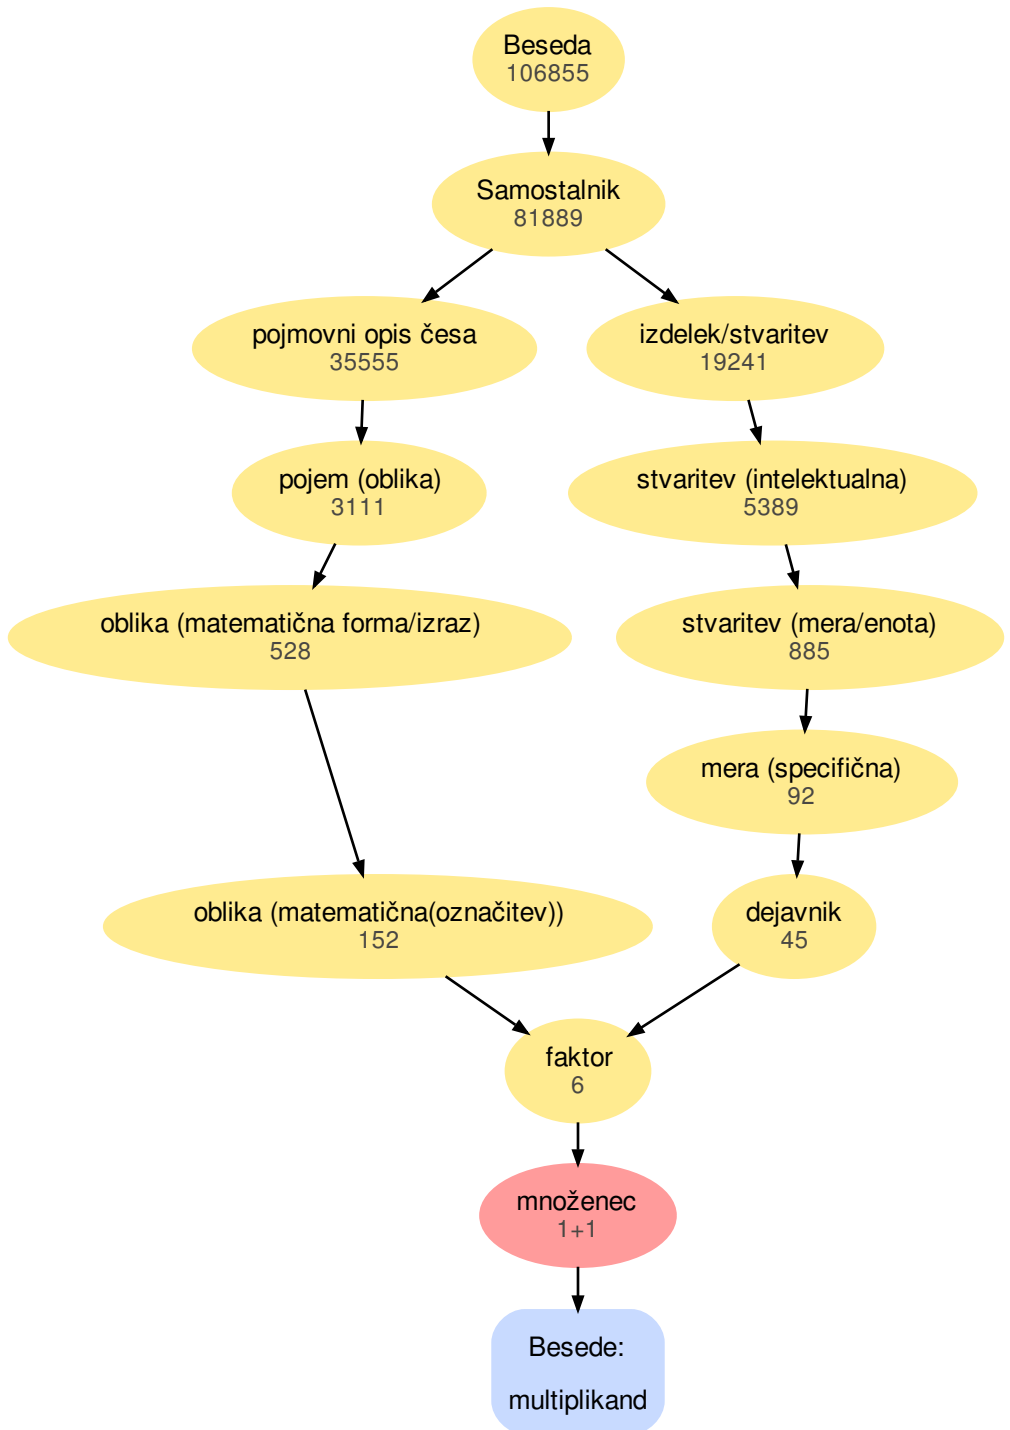 Beseda
106855
Samostalnik
81889
pojmovni opis česa
35555
izdelek/stvaritev
19241
pojem (oblika)
3111
stvaritev (intelektualna)
5389
oblika (matematična forma/izraz)
528
stvaritev (mera/enota)
885
mera (specifična)
92
oblika (matematična(označitev))
152
dejavnik
45
faktor
6
množenec
1+1
Besede:
multiplikand